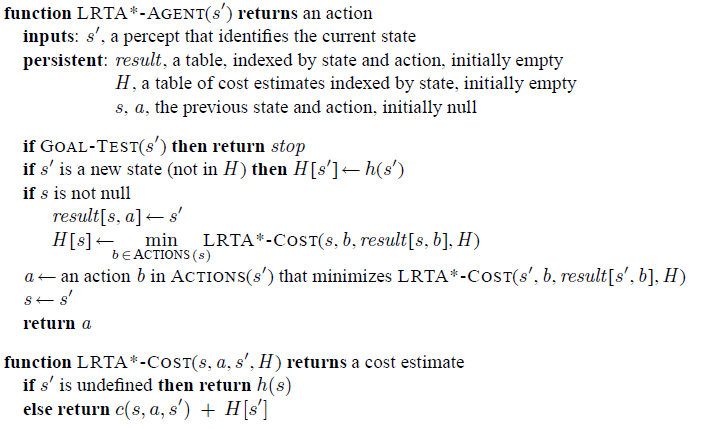 function LRTA*-AGENT(s′) returns an action
inputs: s′, a percept that identifies the current state
persistent: result, a table, indexed by state and action, initially empty
H, a table of cost estimates indexed by state, initially empty
s, a, the previous state and action, initially null
if GOAL-TEST(s′) then return stop
if s′ is a new state (not in H) then H[s′] ← h(s′)
if s is not null
result[s, a] ← s′
H[s] ← min LRTA*-COST(s, b, result[s, b], H)
b ∈ ACTIONS(s)
a ← an action b in ACTIONS(s′) that minimizes LRTA*-COST(s′, b, result[s′, b], H)
s ← s′
return a
function LRTA*-COST(s, a, s′, H) returns a cost estimate
if s′ is undefined then return h(s)
else return c(s, a, s′) + H[s′]